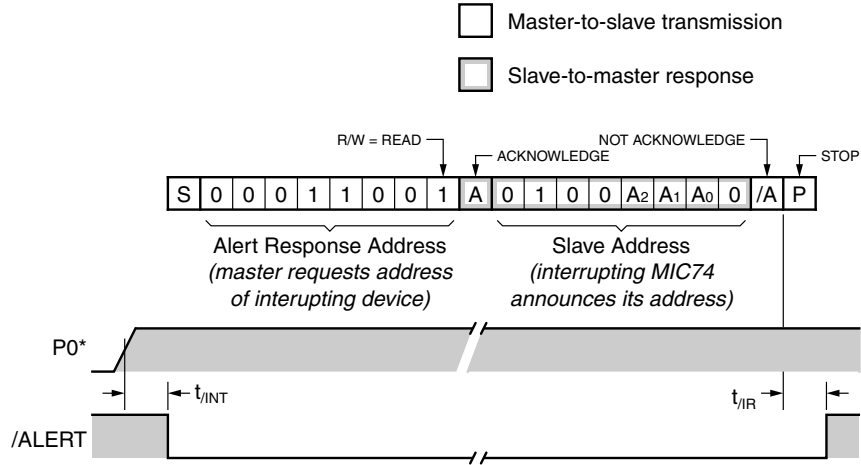 Master-to-slave transmission
Slave-to-master response
R/W = READ
NOT ACKNOWLEDGE
ACKNOWLEDGE
STOP
S 0 0 0 1 1 0 0 1 A 0 1 0 0 A2 A1 A0 0 /A P
Alert Response Address
(master requests address
of interupting device)
Slave Address
(interrupting MIC74
announces its address)
P0*
t/INT
t/IR
/ALERT